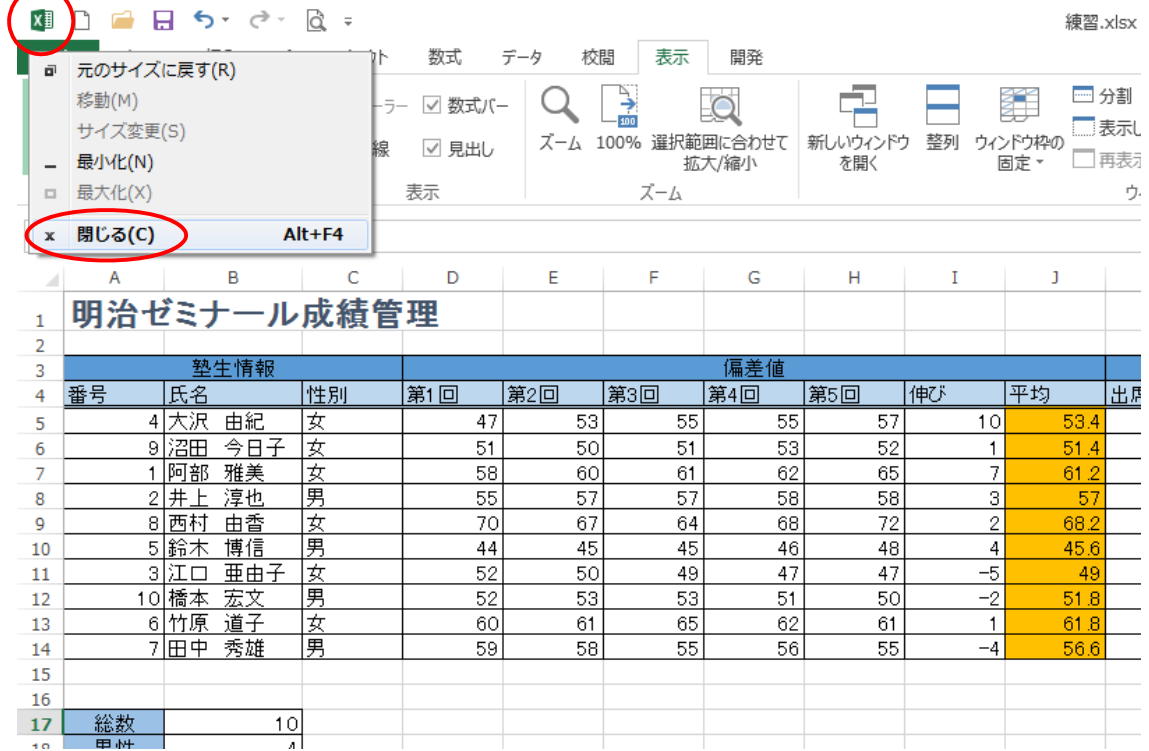 練習.xlsx
数式 データ 校閲 表示 開発
元のサイズに戻す(R)
移動(M)
サイズ変更(S)
最小化(N)
最大化(X)
閉じる(C) Alt+F4
ーラー 数式バー
線 見出し
表示
ズーム 100% 選択範囲に合わせて
拡大/縮小
ズーム
新しいウィンドウ
を開く
整列 ウィンドウ枠の
固定
分割
表示し
再表示
ウ
A B C D E F G H I J
1 明治ゼミナール成績管理
2
3 塾生情報 偏差値
4 番号 氏名 性別 第1回 第2回 第3回 第4回 第5回 伸び 平均 出席
5 4 大沢 由紀 女 47 53 55 55 57 10 53.4
6 9 沼田 今日子 女 51 50 51 53 52 1 51.4
7 1 阿部 雅美 女 58 60 61 62 65 7 61.2
8 2 井上 淳也 男 55 57 57 58 58 3 57
9 8 西村 由香 女 70 67 64 68 72 2 68.2
10 5 鈴木 博信 男 44 45 45 46 48 4 45.6
11 3 江口 亜由子 女 52 50 49 47 47 -5 49
12 10 橋本 宏文 男 52 53 53 51 50 -2 51.8
13 6 竹原 道子 女 60 61 65 62 61 1 61.8
14 7 田中 秀雄 男 59 58 55 56 55 -4 56.6
15
16
17 総数 10
18 男性 4